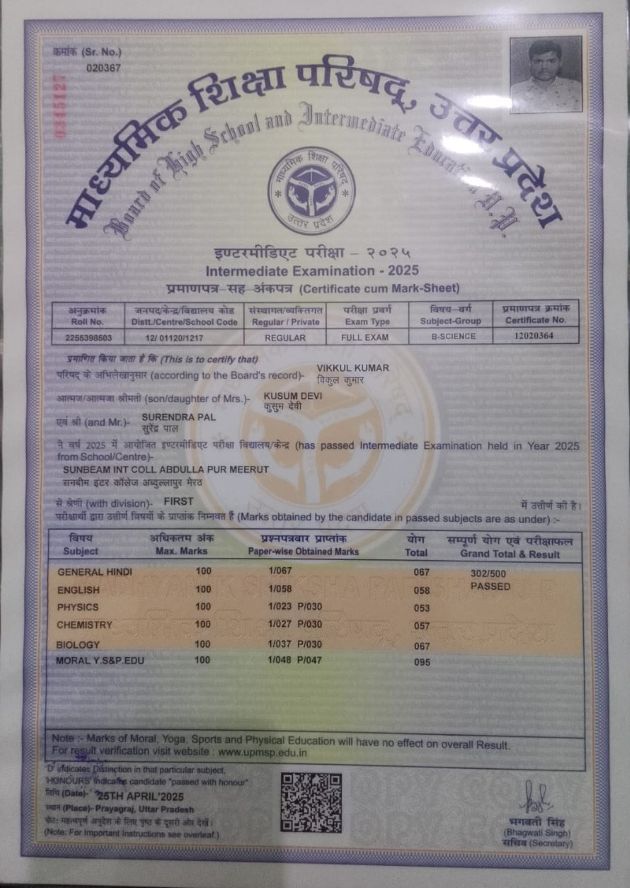 क्रमांक (Sr. No.)
020367
0345127
माध्यमिक शिक्षा परिषद्, उत्तर प्रदेश
Board of High School and Intermediate Education U.P.
माध्यमिक शिक्षा परिषद
उत्तर प्रदेश
इण्टरमीडिएट परीक्षा – २०२५
Intermediate Examination - 2025
प्रमाणपत्र-सह-अंकपत्र (Certificate cum Mark-Sheet)
अनुक्रमांक जनपद/केन्द्र/विद्यालय कोड संस्थागत/व्यक्तिगत परीक्षा प्रवर्ग विषय-वर्ग प्रमाणपत्र क्रमांक
Roll No. Distt./Centre/School Code Regular / Private Exam Type Subject-Group Certificate No.
2255398503 12/ 01120/1217 REGULAR FULL EXAM B-SCIENCE 12020364
प्रमाणित किया जाता है कि (This is to certify that)
VIKKUL KUMAR
परिषद के अभिलेखानुसार (according to the Board's record)-
विकुल कुमार
KUSUM DEVI
आत्मज/आत्मजा श्रीमती (son/daughter of Mrs.)-
कुसुम देवी
SURENDRA PAL
एवं श्री (and Mr.)-
सुरेंद्र पाल
ने वर्ष 2025 में आयोजित इण्टरमीडिएट परीक्षा विद्यालय/केन्द्र (has passed Intermediate Examination held in Year 2025
from School/Centre)-
SUNBEAM INT COLL ABDULLA PUR MEERUT
सनबीम इंटर कॉलेज अब्दुल्लापुर मेरठ
से श्रेणी (with division)- FIRST में उत्तीर्ण की है।
परीक्षार्थी द्वारा उत्तीर्ण विषयों के प्राप्तांक निम्नवत हैं (Marks obtained by the candidate in passed subjects are as under) :-
विषय अधिकतम अंक प्रश्नपत्रवार प्राप्तांक योग सम्पूर्ण योग एवं परीक्षाफल
Subject Max. Marks Paper-wise Obtained Marks Total Grand Total & Result
GENERAL HINDI 100 1/067 067 302/500
ENGLISH 100 1/058 058 PASSED
PHYSICS 100 1/023 P/030 053
CHEMISTRY 100 1/027 P/030 057
BIOLOGY 100 1/037 P/030 067
MORAL Y.S&P.EDU 100 1/048 P/047 095
Note :- Marks of Moral, Yoga, Sports and Physical Education will have no effect on overall Result.
For result verification visit website : www.upmsp.edu.in
'D' indicates Distinction in that particular subject,
'HONOURS' indicates candidate "passed with honour"
तिथि (Date)- 25TH APRIL'2025
स्थान (Place)- Prayagraj, Uttar Pradesh
नोट: महत्वपूर्ण अनुदेश के लिए पृष्ठ के दूसरी ओर देखें।
(Note: For Important Instructions see overleaf.)
भगवती सिंह
(Bhagwati Singh)
सचिव (Secretary)